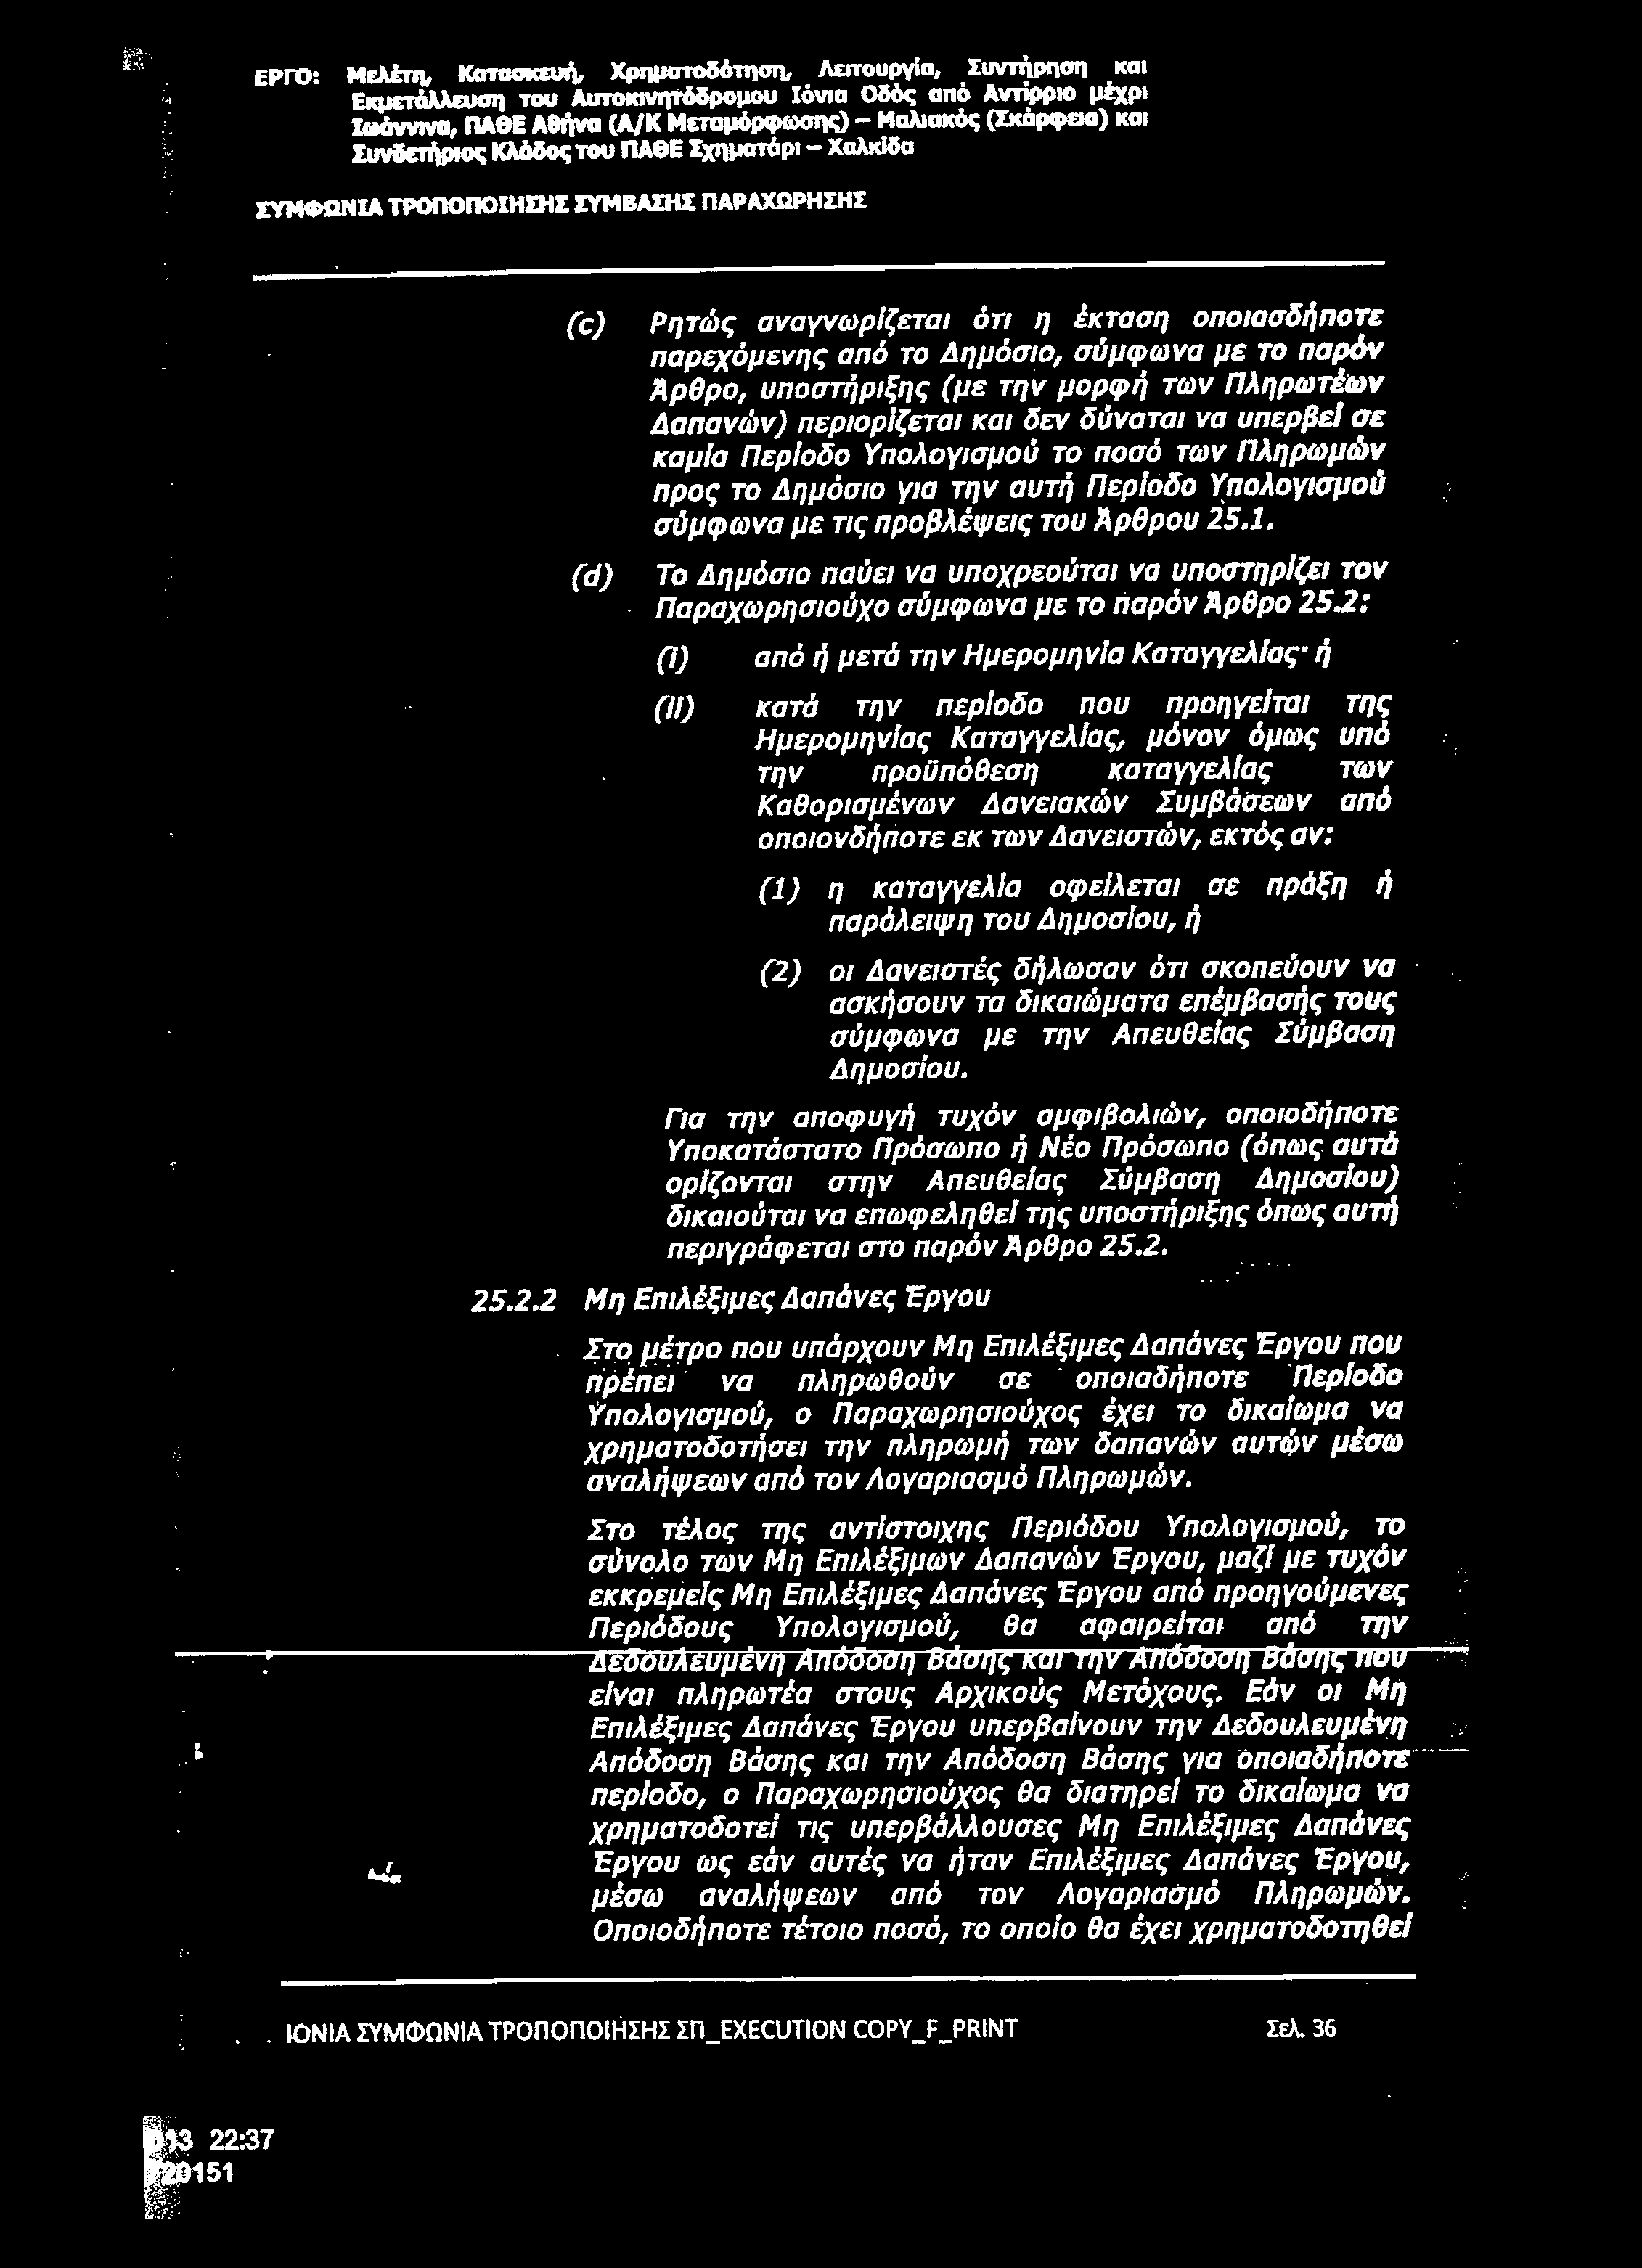 ΕΡΓΟ: Μελέτη, Κατασκευή, Χρηματοδότηση, Λειτουργία, Συντήρηση και
Εκμετάλλευση του Αυτοκινητόδρομου Ιόνια Οδός από Αντίρριο μέχρι
Ιωάννινα, ΠΑΘΕ Αθήνα (Α/Κ Μεταμόρφωσης) – Μαλιακός (Σκάρφεια) και
Συνδετήριος Κλάδος του ΠΑΘΕ Σχηματάρι – Χαλκίδα
ΣΥΜΦΩΝΙΑ ΤΡΟΠΟΠΟΙΗΣΗΣ ΣΥΜΒΑΣΗΣ ΠΑΡΑΧΩΡΗΣΗΣ
(c) Ρητώς αναγνωρίζεται ότι η έκταση οποιασδήποτε
παρεχόμενης από το Δημόσιο, σύμφωνα με το παρόν
Άρθρο, υποστήριξης (με την μορφή των Πληρωτέων
Δαπανών) περιορίζεται και δεν δύναται να υπερβεί σε
καμία Περίοδο Υπολογισμού το ποσό των Πληρωμών
προς το Δημόσιο για την αυτή Περίοδο Υπολογισμού
σύμφωνα με τις προβλέψεις του Άρθρου 25.1.
(d) Το Δημόσιο παύει να υποχρεούται να υποστηρίζει τον
Παραχωρησιούχο σύμφωνα με το παρόν Άρθρο 25.2:
(i) από ή μετά την Ημερομηνία Καταγγελίας· ή
(ii) κατά την περίοδο που προηγείται της
Ημερομηνίας Καταγγελίας, μόνον όμως υπό
την προϋπόθεση καταγγελίας των
Καθορισμένων Δανειακών Συμβάσεων από
οποιονδήποτε εκ των Δανειστών, εκτός αν:
(1) η καταγγελία οφείλεται σε πράξη ή
παράλειψη του Δημοσίου, ή
(2) οι Δανειστές δήλωσαν ότι σκοπεύουν να
ασκήσουν τα δικαιώματα επέμβασής τους
σύμφωνα με την Απευθείας Σύμβαση
Δημοσίου.
Για την αποφυγή τυχόν αμφιβολιών, οποιοδήποτε
Υποκατάστατο Πρόσωπο ή Νέο Πρόσωπο (όπως αυτά
ορίζονται στην Απευθείας Σύμβαση Δημοσίου)
δικαιούται να επωφεληθεί της υποστήριξης όπως αυτή
περιγράφεται στο παρόν Άρθρο 25.2.
25.2.2 Μη Επιλέξιμες Δαπάνες Έργου
Στο μέτρο που υπάρχουν Μη Επιλέξιμες Δαπάνες Έργου που
πρέπει να πληρωθούν σε οποιαδήποτε Περίοδο
Υπολογισμού, ο Παραχωρησιούχος έχει το δικαίωμα να
χρηματοδοτήσει την πληρωμή των δαπανών αυτών μέσω
αναλήψεων από τον Λογαριασμό Πληρωμών.
Στο τέλος της αντίστοιχης Περιόδου Υπολογισμού, το
σύνολο των Μη Επιλέξιμων Δαπανών Έργου, μαζί με τυχόν
εκκρεμείς Μη Επιλέξιμες Δαπάνες Έργου από προηγούμενες
Περιόδους Υπολογισμού, θα αφαιρείται από την
Δεδουλευμένη Απόδοση Βάσης και την Απόδοση Βάσης που
είναι πληρωτέα στους Αρχικούς Μετόχους. Εάν οι Μη
Επιλέξιμες Δαπάνες Έργου υπερβαίνουν την Δεδουλευμένη
Απόδοση Βάσης και την Απόδοση Βάσης για οποιαδήποτε
περίοδο, ο Παραχωρησιούχος θα διατηρεί το δικαίωμα να
χρηματοδοτεί τις υπερβάλλουσες Μη Επιλέξιμες Δαπάνες
Έργου ως εάν αυτές να ήταν Επιλέξιμες Δαπάνες Έργου,
μέσω αναλήψεων από τον Λογαριασμό Πληρωμών.
Οποιοδήποτε τέτοιο ποσό, το οποίο θα έχει χρηματοδοτηθεί
ΙΟΝΙΑ ΣΥΜΦΩΝΙΑ ΤΡΟΠΟΠΟΙΗΣΗΣ ΣΠ_EXECUTION COPY_F_PRINT Σελ. 36
22:37